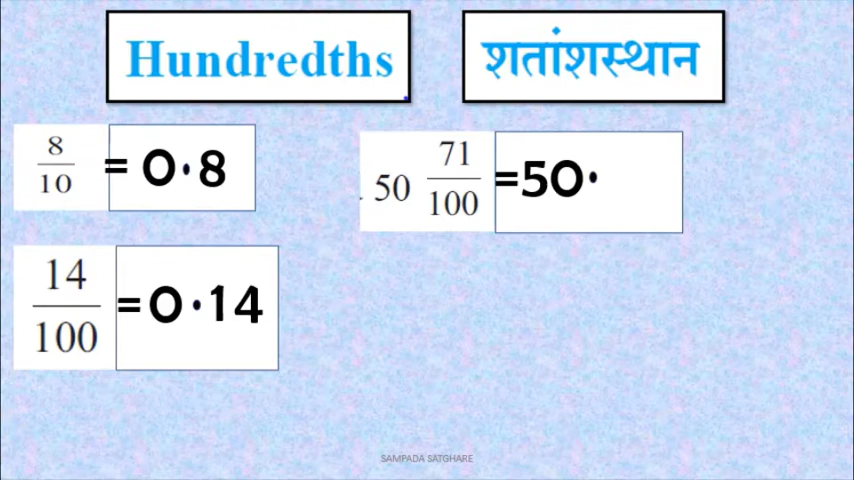 Hundredths शतांशस्थान
8/10 = 0·8
14/100 = 0·14
. 50 71/100 =50·
SAMPADA SATGHARE